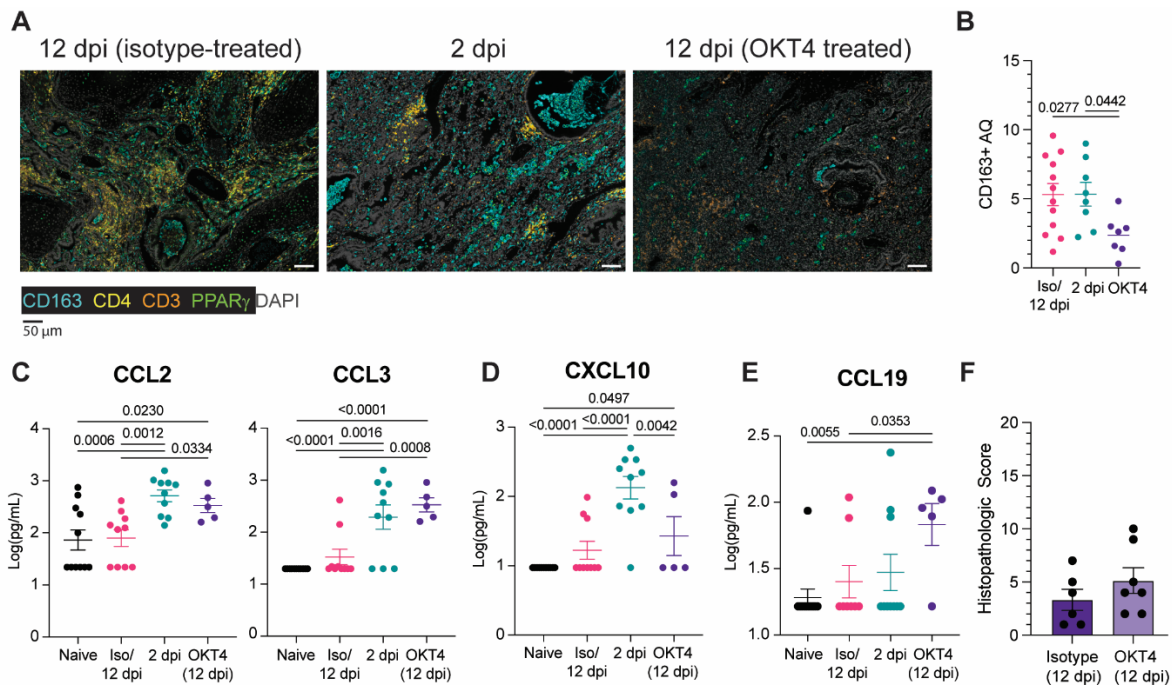 A
12 dpi (isotype-treated)
2 dpi
12 dpi (OKT4 treated)
CD163 CD4 CD3 PPARγ DAPI
50 µm
B
15
10
5
0
CD163+ AQ
0.0277
0.0442
Iso/
12 dpi
2 dpi
OKT4
C
CCL2
4
3
2
1
0
Log(pg/mL)
0.0230
0.0012
0.0006
0.0334
Naive
Iso/
12 dpi
2 dpi
OKT4
(12 dpi)
CCL3
4
3
2
1
0
<0.0001
0.0016
<0.0001
0.0008
Naive
Iso/
12 dpi
2 dpi
OKT4
(12 dpi)
D
CXCL10
3
2
1
0
Log(pg/mL)
0.0497
<0.0001
<0.0001
0.0042
Naive
Iso/
12 dpi
2 dpi
OKT4
(12 dpi)
E
CCL19
2.5
2.0
1.5
1.0
Log(pg/mL)
0.0055
0.0353
Naive
Iso/
12 dpi
2 dpi
OKT4
(12 dpi)
F
20
15
10
5
0
Histopathologic Score
Isotype
(12 dpi)
OKT4
(12 dpi)